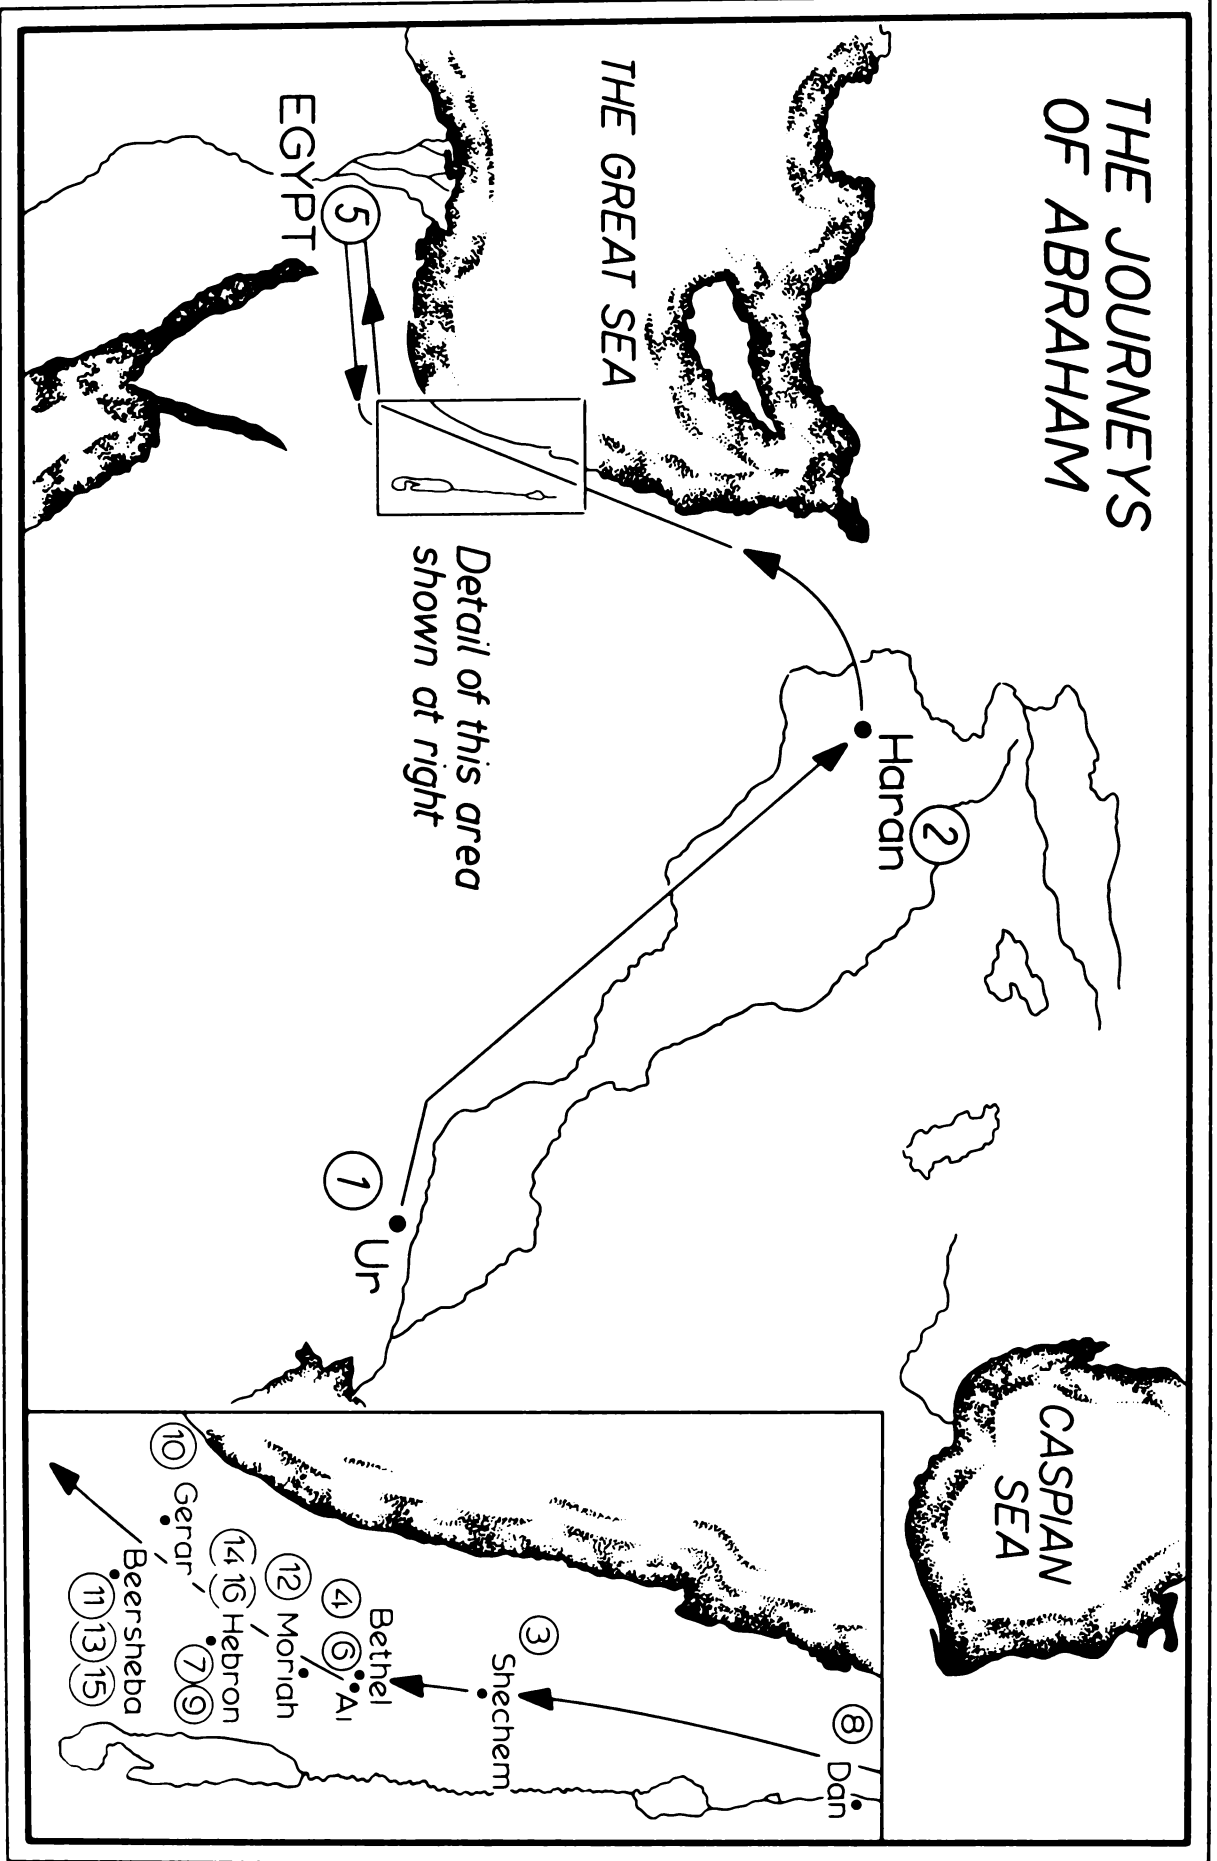 THE JOURNEYS
OF ABRAHAM
THE GREAT SEA
EGYPT
5
Haran
2
Detail of this area
shown at right
1
Ur
CASPIAN
SEA
8
Dan
3
Shechem
Bethel
4 6 Ai
12 Moriah
14 16 Hebron
7 9
10 Gerar
Beersheba
11 13 15